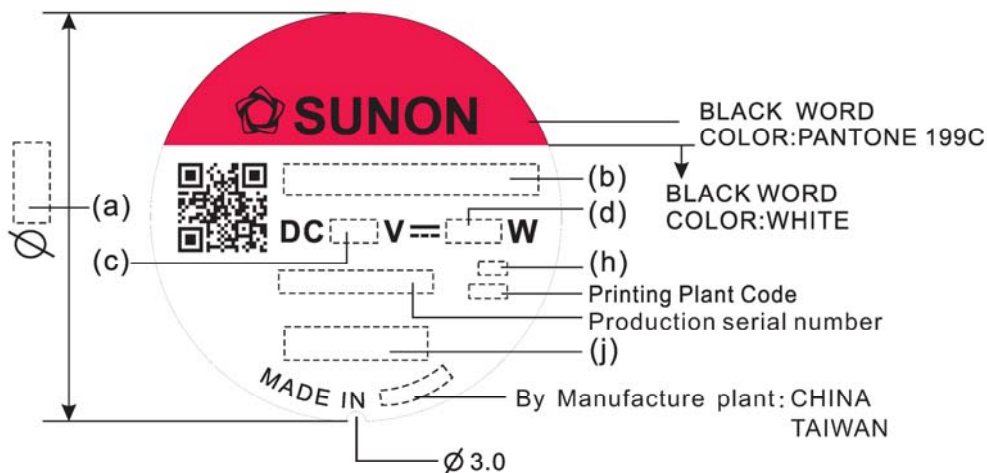 SUNON
BLACK WORD
COLOR:PANTONE 199C
BLACK WORD
COLOR:WHITE
(a)
Ø
(b)
DC V⎓ W
(d)
(c)
(h)
Printing Plant Code
Production serial number
(j)
MADE IN
By Manufacture plant: CHINA
TAIWAN
Ø 3.0